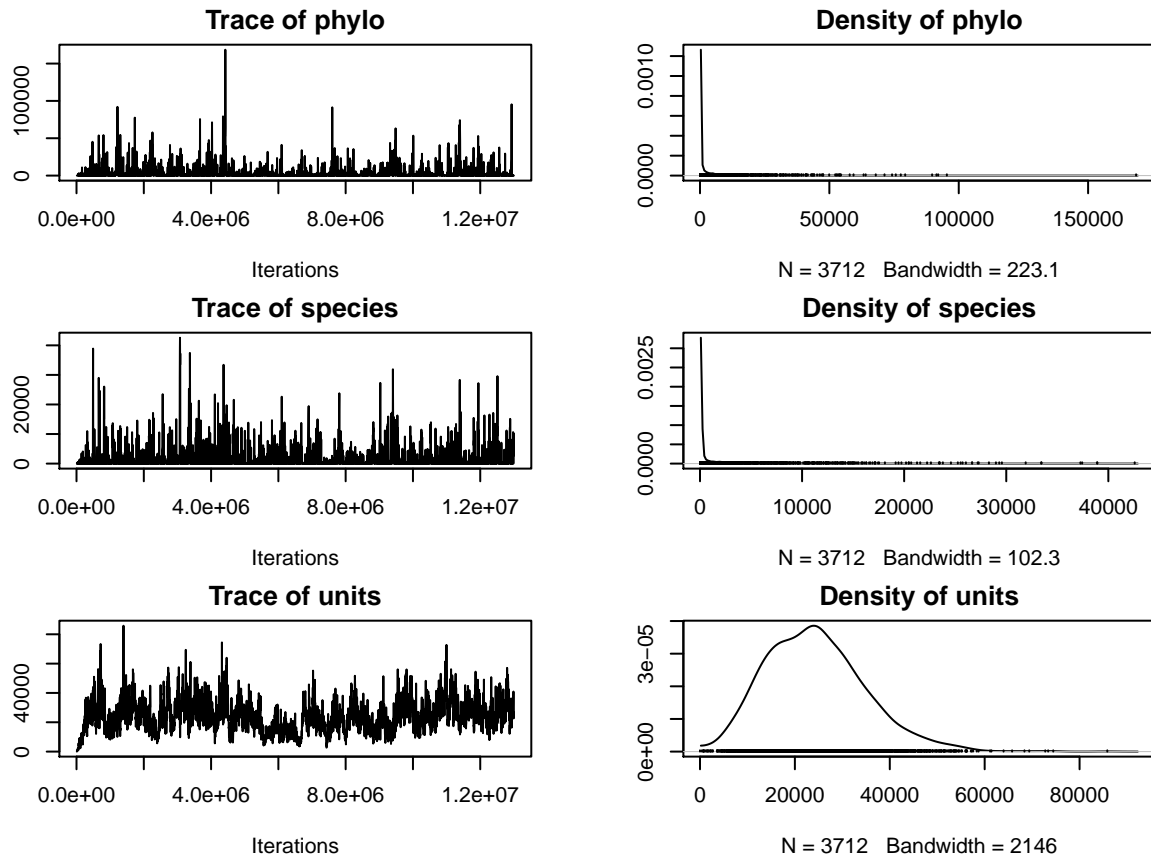 Trace of phylo
0 100000
0.0e+00 4.0e+06 8.0e+06 1.2e+07
Iterations
Density of phylo
0.0000 0.0010
0 50000 100000 150000
N = 3712 Bandwidth = 223.1
Trace of species
0 20000
0.0e+00 4.0e+06 8.0e+06 1.2e+07
Iterations
Density of species
0.0000 0.0025
0 10000 20000 30000 40000
N = 3712 Bandwidth = 102.3
Trace of units
0 40000
0.0e+00 4.0e+06 8.0e+06 1.2e+07
Iterations
Density of units
0e+00 3e-05
0 20000 40000 60000 80000
N = 3712 Bandwidth = 2146